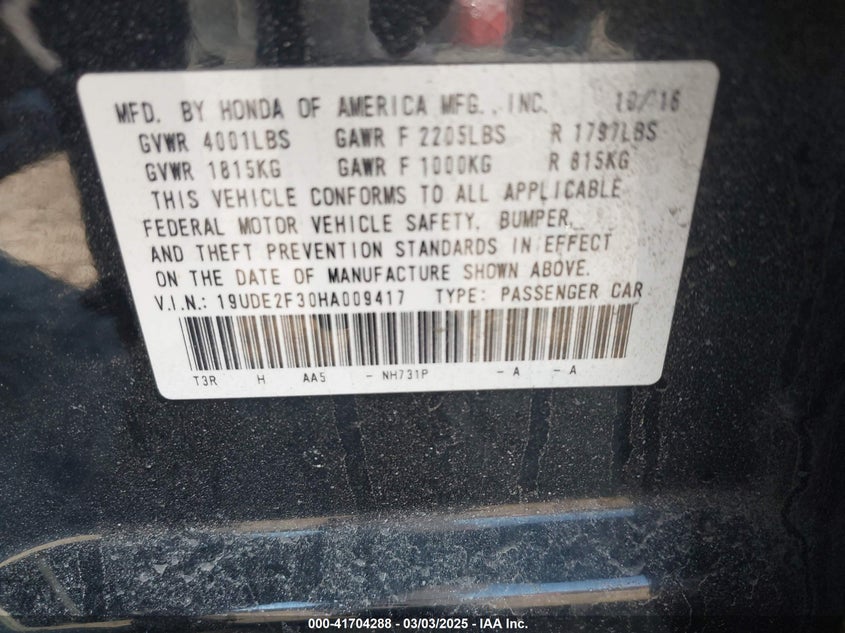 MFD. BY HONDA OF AMERICA MFG., INC. 10/16
GVWR 4001LBS GAWR F 2205LBS R 1797LBS
GVWR 1815KG GAWR F 1000KG R 815KG
THIS VEHICLE CONFORMS TO ALL APPLICABLE
FEDERAL MOTOR VEHICLE SAFETY, BUMPER,
AND THEFT PREVENTION STANDARDS IN EFFECT
ON THE DATE OF MANUFACTURE SHOWN ABOVE.
V.I.N.: 19UDE2F30HA009417 TYPE: PASSENGER CAR
T3R H AA5 - NH731P - A - A
000-41704288 - 03/03/2025 - IAA Inc.